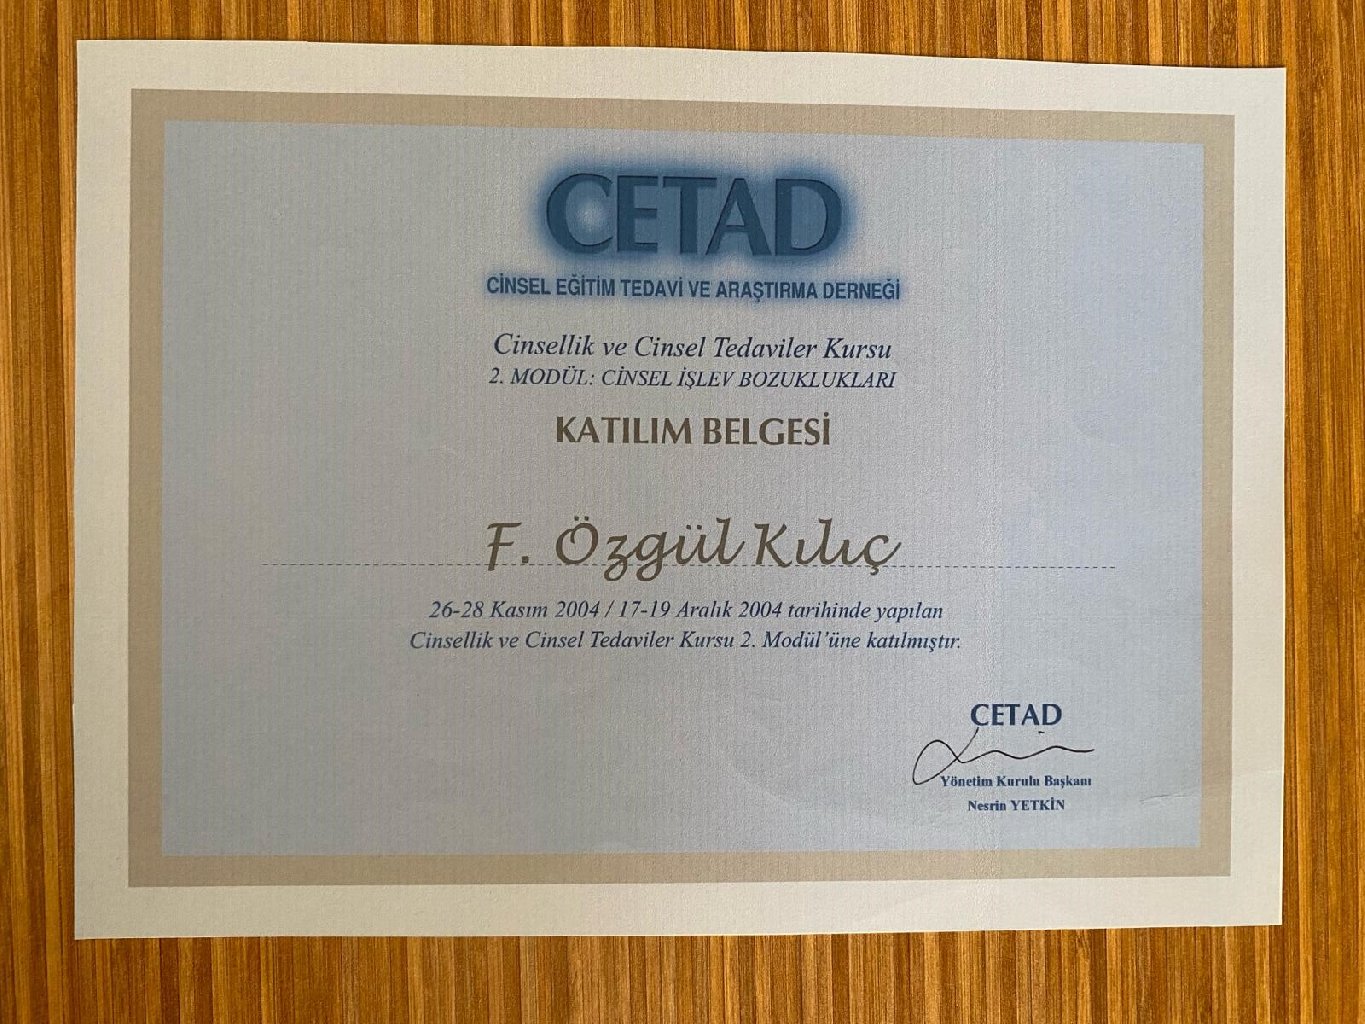 CETAD
CİNSEL EĞİTİM TEDAVİ VE ARAŞTIRMA DERNEĞİ
Cinsellik ve Cinsel Tedaviler Kursu
2. MODÜL: CİNSEL İŞLEV BOZUKLUKLARI
KATILIM BELGESİ
F. Özgül Kılıç
26-28 Kasım 2004 / 17-19 Aralık 2004 tarihinde yapılan
Cinsellik ve Cinsel Tedaviler Kursu 2. Modül'üne katılmıştır.
CETAD
Yönetim Kurulu Başkanı
Nesrin YETKİN